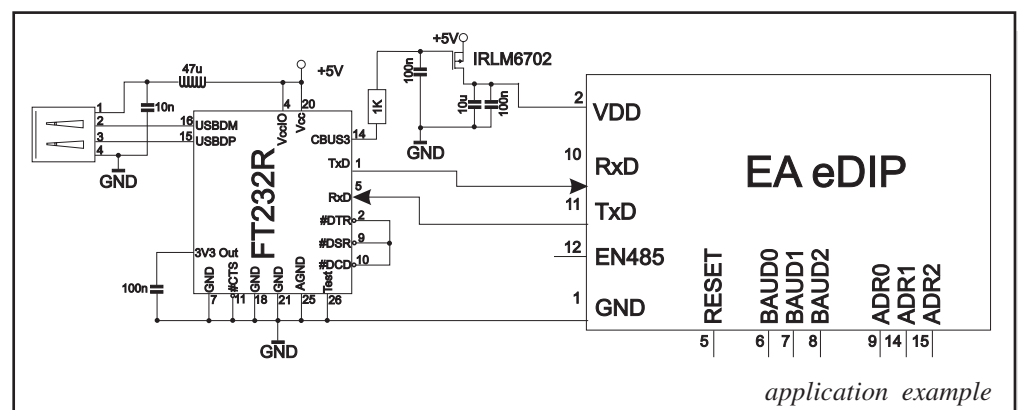 47u
+5V
10n
1
2
3
4
GND
16
USBDM
15
USBDP
4
20
VccIO
Vcc
FT232R
CBUS3
14
TxD
1
5
RxD
#DTR
2
#DSR
9
#DCD
10
3V3 Out
GND
#CTS
GND
GND
AGND
Test
7
11
18
21
25
26
100n
GND
1K
+5V
IRLM6702
100n
10u
100n
GND
2
VDD
10
RxD
11
TxD
12
EN485
1
GND
EA eDIP
RESET
BAUD0
BAUD1
BAUD2
ADR0
ADR1
ADR2
5
6
7
8
9
14
15
application example